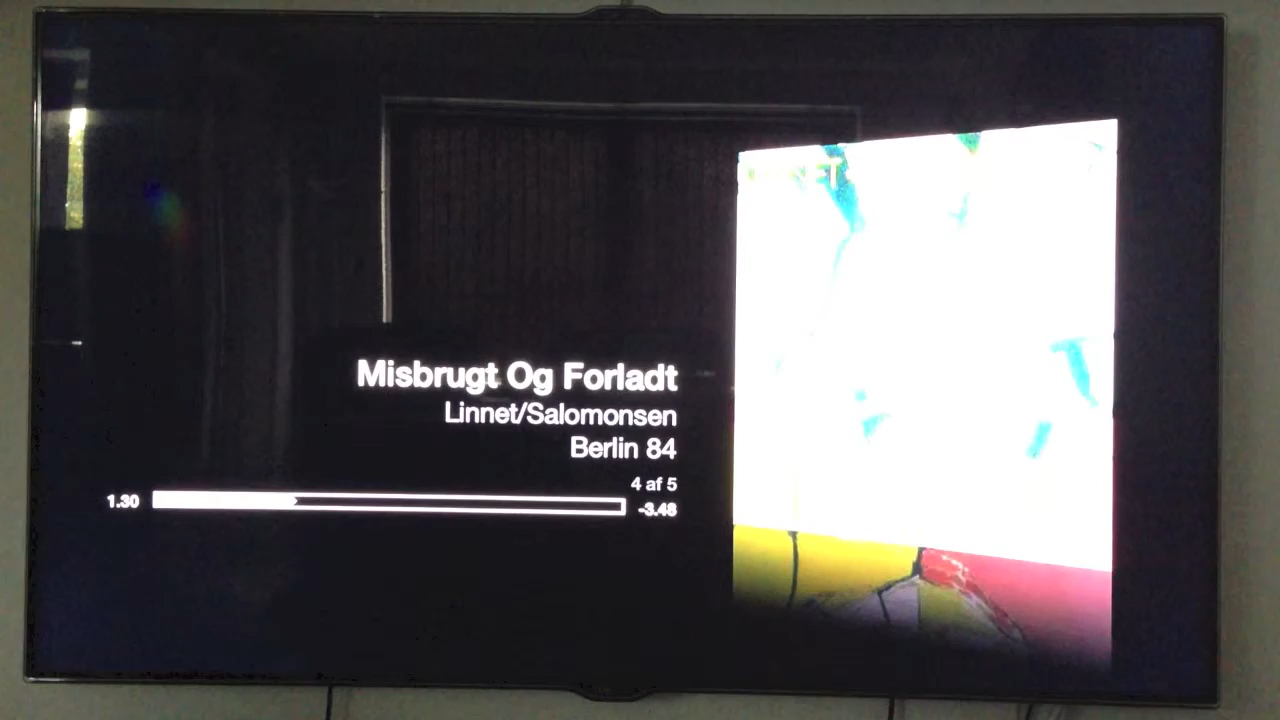 Misbrugt Og Forladt
Linnet/Salomonsen
Berlin 84
4 af 5
1.30
-3.48